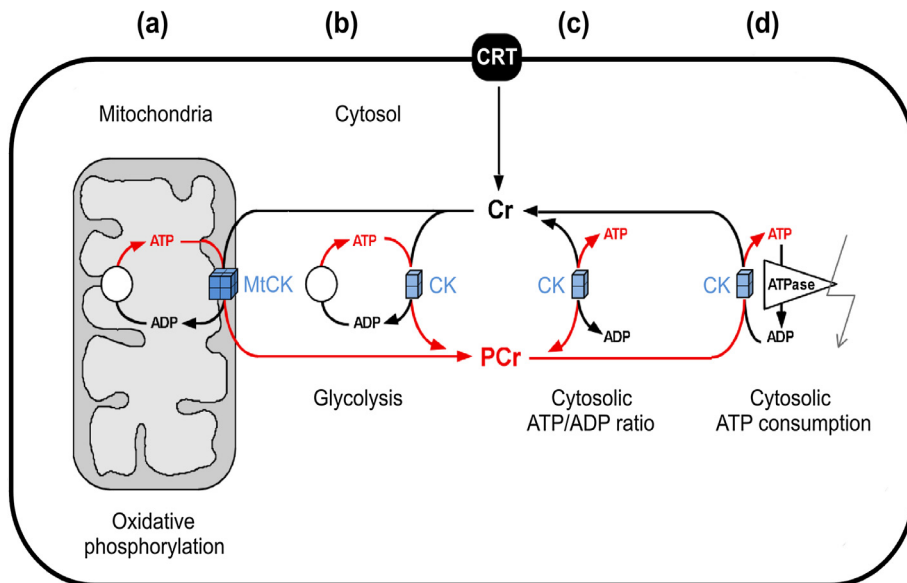 (a) (b) (c) (d)
CRT
Mitochondria Cytosol
Cr
ATP ATP ATP ATP
MtCK CK CK CK ATPase
ADP ADP ADP ADP
PCr
Glycolysis Cytosolic Cytosolic
ATP/ADP ratio ATP consumption
Oxidative
phosphorylation